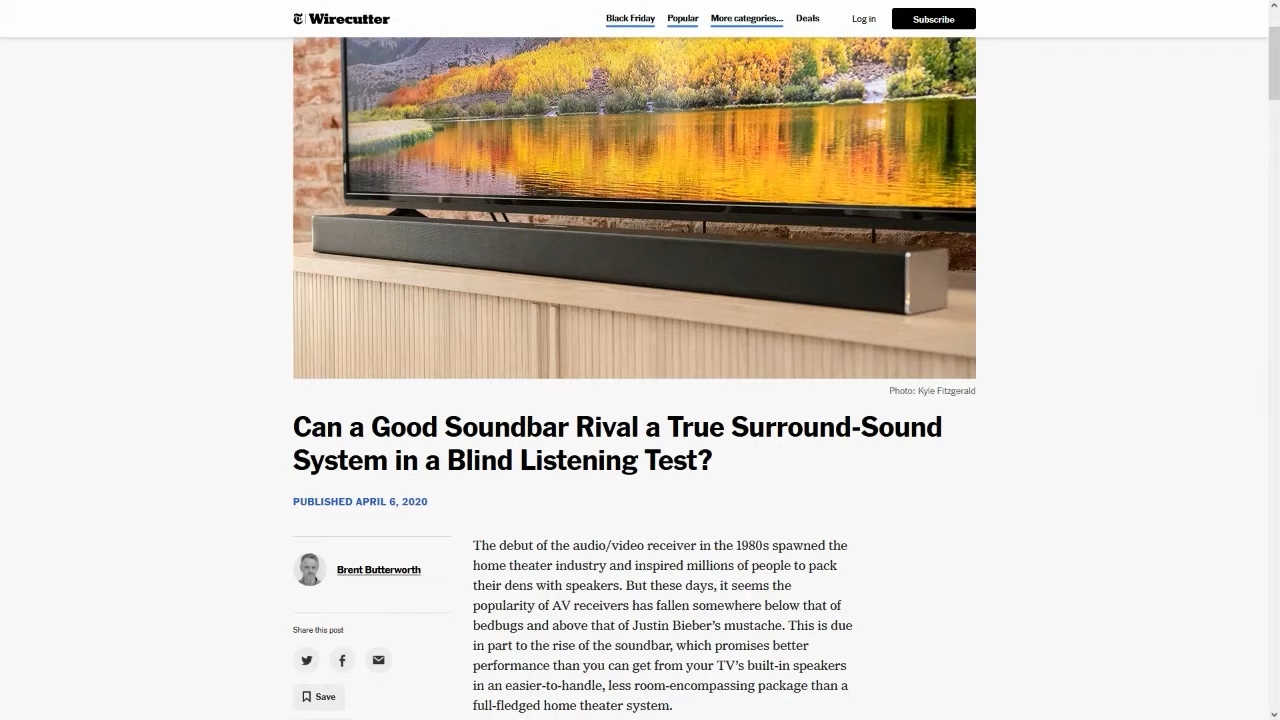 Wirecutter
Black Friday Popular More categories... Deals Log in Subscribe
Photo: Kyle Fitzgerald
Can a Good Soundbar Rival a True Surround-Sound
System in a Blind Listening Test?
PUBLISHED APRIL 6, 2020
Brent Butterworth
Share this post
Save
The debut of the audio/video receiver in the 1980s spawned the
home theater industry and inspired millions of people to pack
their dens with speakers. But these days, it seems the
popularity of AV receivers has fallen somewhere below that of
bedbugs and above that of Justin Bieber’s mustache. This is due
in part to the rise of the soundbar, which promises better
performance than you can get from your TV’s built-in speakers
in an easier-to-handle, less room-encompassing package than a
full-fledged home theater system.